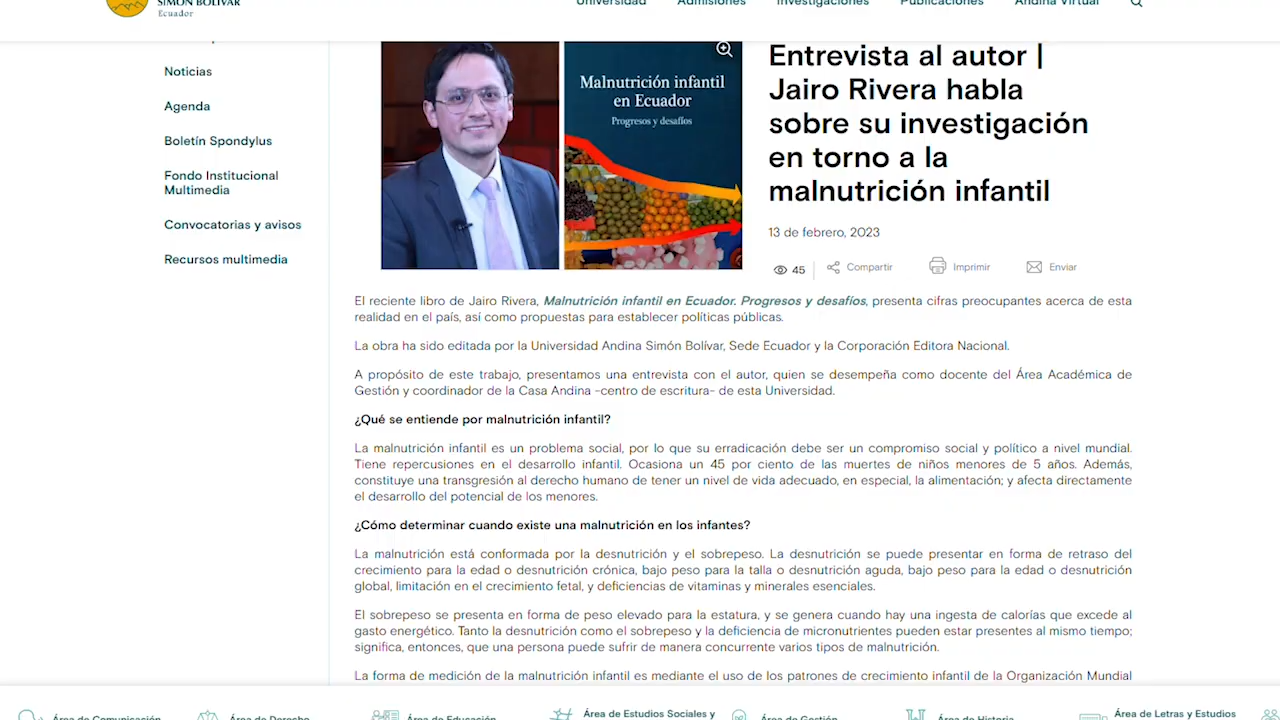 SIMÓN BOLÍVAR
Ecuador
Universidad
Admisiones
Investigaciones
Publicaciones
Andina Virtual
Noticias
Agenda
Boletín Spondylus
Fondo Institucional
Multimedia
Convocatorias y avisos
Recursos multimedia
Malnutrición infantil
en Ecuador
Progresos y desafíos
Entrevista al autor |
Jairo Rivera habla
sobre su investigación
en torno a la
malnutrición infantil
13 de febrero, 2023
45
Compartir
Imprimir
Enviar
El reciente libro de Jairo Rivera, Malnutrición infantil en Ecuador. Progresos y desafíos, presenta cifras preocupantes acerca de esta
realidad en el país, así como propuestas para establecer políticas públicas.
La obra ha sido editada por la Universidad Andina Simón Bolívar, Sede Ecuador y la Corporación Editora Nacional.
A propósito de este trabajo, presentamos una entrevista con el autor, quien se desempeña como docente del Área Académica de
Gestión y coordinador de la Casa Andina -centro de escritura- de esta Universidad.
¿Qué se entiende por malnutrición infantil?
La malnutrición infantil es un problema social, por lo que su erradicación debe ser un compromiso social y político a nivel mundial.
Tiene repercusiones en el desarrollo infantil. Ocasiona un 45 por ciento de las muertes de niños menores de 5 años. Además,
constituye una transgresión al derecho humano de tener un nivel de vida adecuado, en especial, la alimentación; y afecta directamente
el desarrollo del potencial de los menores.
¿Cómo determinar cuando existe una malnutrición en los infantes?
La malnutrición está conformada por la desnutrición y el sobrepeso. La desnutrición se puede presentar en forma de retraso del
crecimiento para la edad o desnutrición crónica, bajo peso para la talla o desnutrición aguda, bajo peso para la edad o desnutrición
global, limitación en el crecimiento fetal, y deficiencias de vitaminas y minerales esenciales.
El sobrepeso se presenta en forma de peso elevado para la estatura, y se genera cuando hay una ingesta de calorías que excede al
gasto energético. Tanto la desnutrición como el sobrepeso y la deficiencia de micronutrientes pueden estar presentes al mismo tiempo;
significa, entonces, que una persona puede sufrir de manera concurrente varios tipos de malnutrición.
La forma de medición de la malnutrición infantil es mediante el uso de los patrones de crecimiento infantil de la Organización Mundial
Área de Comunicación
Área de Derecho
Área de Educación
Área de Estudios Sociales y
Área de Gestión
Área de Historia
Área de Letras y Estudios